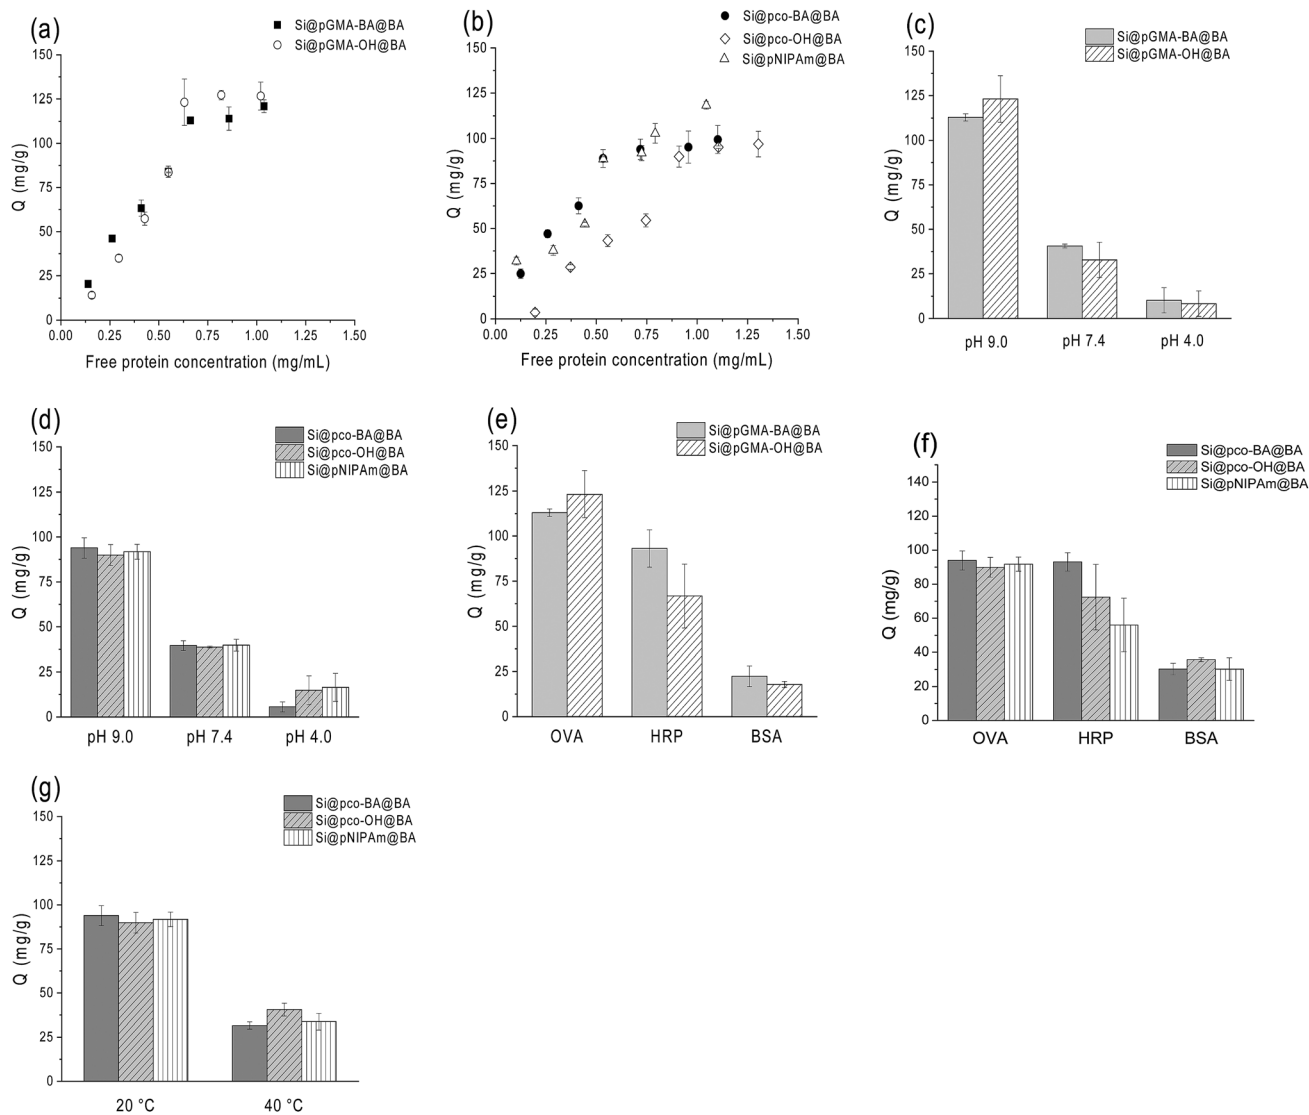 (a)
Si@pGMA-BA@BA
Si@pGMA-OH@BA
150
125
100
75
50
25
0
Q (mg/g)
0.00 0.25 0.50 0.75 1.00 1.25 1.50
Free protein concentration (mg/mL)
(b)
Si@pco-BA@BA
Si@pco-OH@BA
Si@pNIPAm@BA
150
125
100
75
50
25
0
Q (mg/g)
0.00 0.25 0.50 0.75 1.00 1.25 1.50
Free protein concentration (mg/mL)
(c)
Si@pGMA-BA@BA
Si@pGMA-OH@BA
150
125
100
75
50
25
0
Q (mg/g)
pH 9.0 pH 7.4 pH 4.0
(d)
Si@pco-BA@BA
Si@pco-OH@BA
Si@pNIPAm@BA
150
125
100
75
50
25
0
Q (mg/g)
pH 9.0 pH 7.4 pH 4.0
(e)
Si@pGMA-BA@BA
Si@pGMA-OH@BA
150
125
100
75
50
25
0
Q (mg/g)
OVA HRP BSA
(f)
Si@pco-BA@BA
Si@pco-OH@BA
Si@pNIPAm@BA
140
120
100
80
60
40
20
0
Q (mg/g)
OVA HRP BSA
(g)
Si@pco-BA@BA
Si@pco-OH@BA
Si@pNIPAm@BA
150
125
100
75
50
25
0
Q (mg/g)
20 °C 40 °C